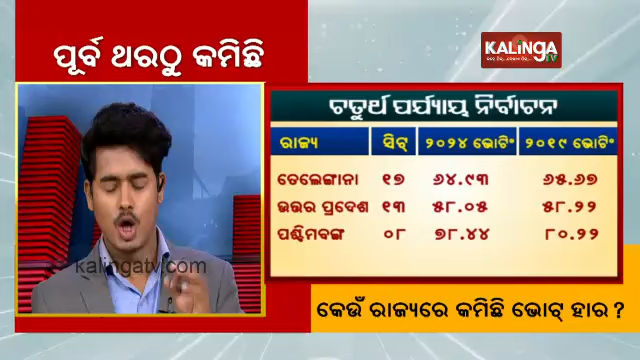 ପୂର୍ବ ଥରଠୁ କମିଛି
KALINGA TV
ଚତୁର୍ଥ ପର୍ଯ୍ୟାୟ ନିର୍ବାଚନ
ରାଜ୍ୟ ସିଟ୍ ୨୦୨୪ ଭୋଟିଂ ୨୦୧୯ ଭୋଟିଂ
ତେଲେଙ୍ଗାନା ୧୭ ୬୪.୯୩ ୬୫.୬୭
ଉତ୍ତର ପ୍ରଦେଶ ୧୩ ୫୮.୦୫ ୫୮.୨୨
ପଶ୍ଚିମବଙ୍ଗ ୦୮ ୭୮.୪୪ ୮୦.୨୨
kalingatv.com
କେଉଁ ରାଜ୍ୟରେ କମିଛି ଭୋଟ୍ ହାର ?